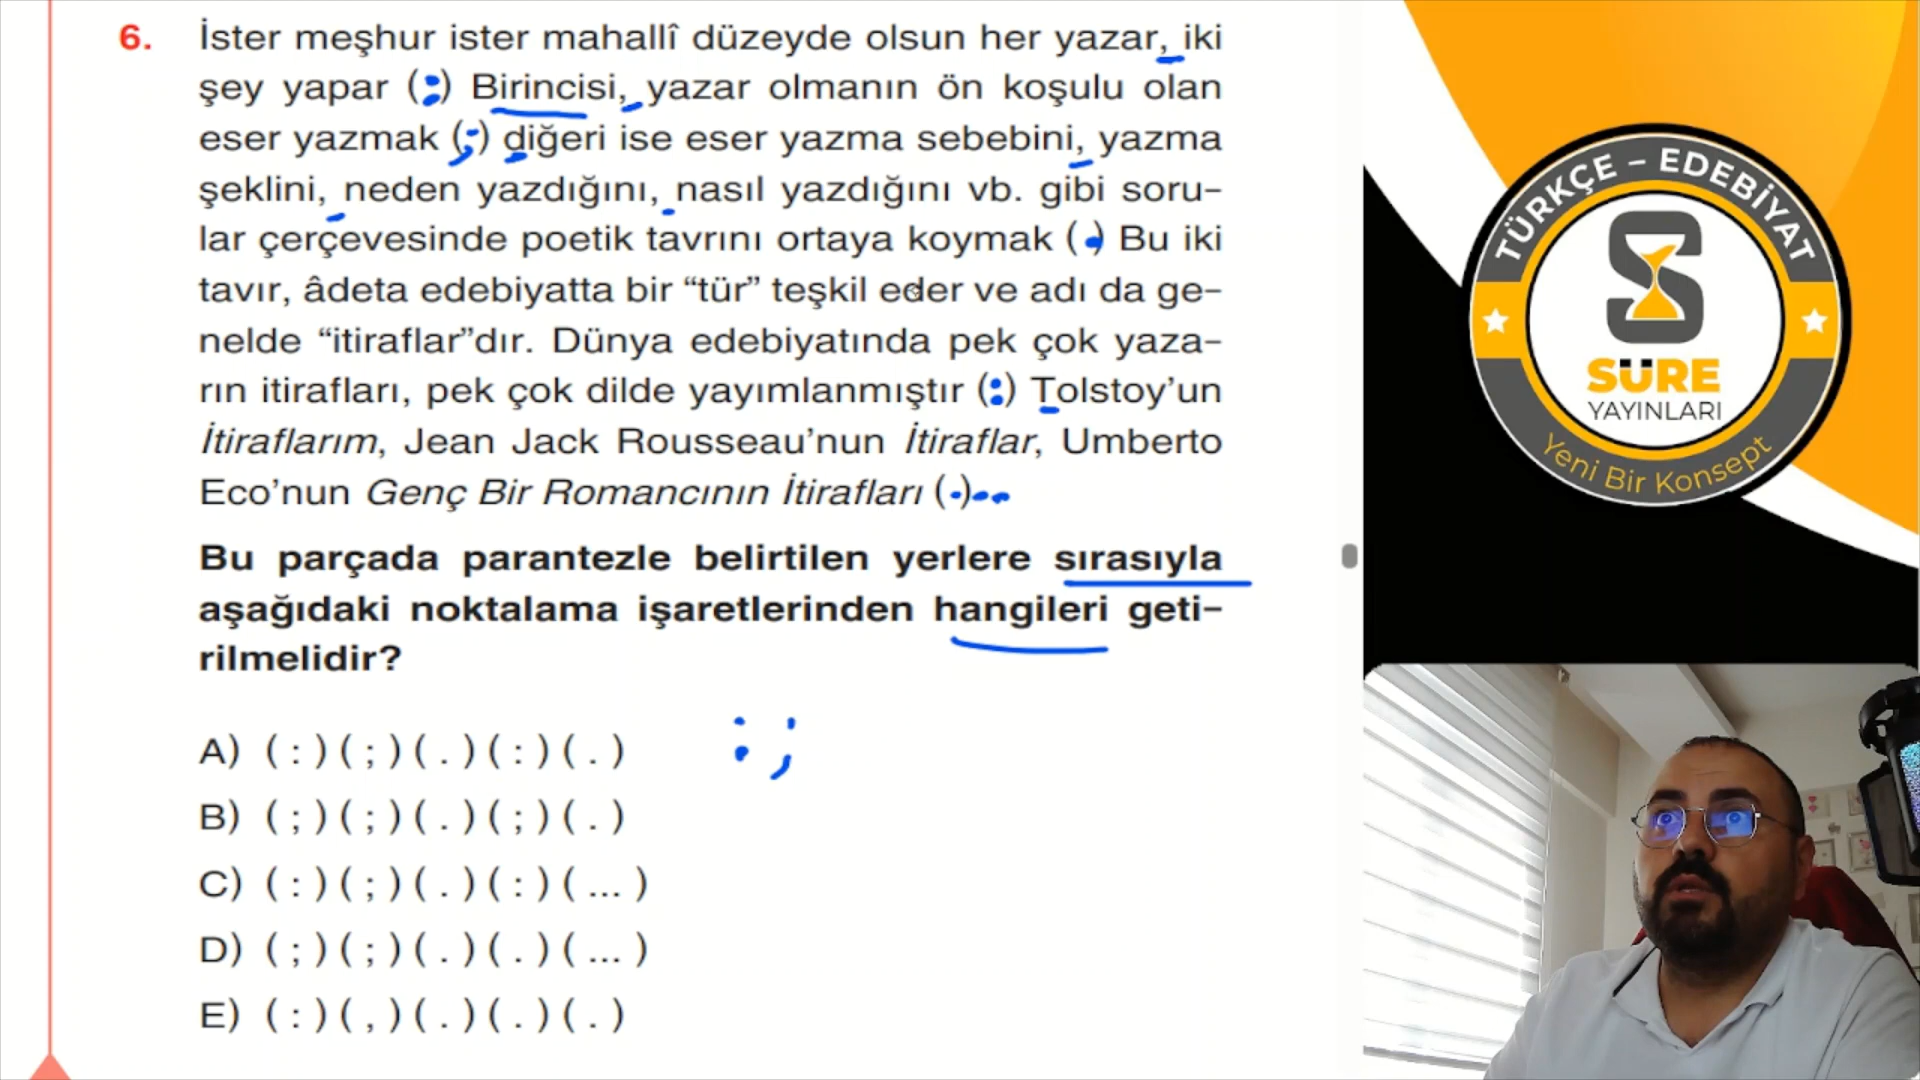 6. İster meşhur ister mahallî düzeyde olsun her yazar, iki
şey yapar (:) Birincisi, yazar olmanın ön koşulu olan
eser yazmak (;) diğeri ise eser yazma sebebini, yazma
şeklini, neden yazdığını, nasıl yazdığını vb. gibi soru-
lar çerçevesinde poetik tavrını ortaya koymak (.) Bu iki
tavır, âdeta edebiyatta bir “tür” teşkil eder ve adı da ge-
nelde “itiraflar”dır. Dünya edebiyatında pek çok yaza-
rın itirafları, pek çok dilde yayımlanmıştır (:) Tolstoy’un
İtiraflarım, Jean Jack Rousseau’nun İtiraflar, Umberto
Eco’nun Genç Bir Romancının İtirafları (.)..
Bu parçada parantezle belirtilen yerlere sırasıyla
aşağıdaki noktalama işaretlerinden hangileri geti-
rilmelidir?
: ;
A) ( : ) ( ; ) ( . ) ( : ) ( . )
B) ( ; ) ( ; ) ( . ) ( ; ) ( . )
C) ( : ) ( ; ) ( . ) ( : ) ( ... )
D) ( ; ) ( ; ) ( . ) ( . ) ( ... )
E) ( : ) ( , ) ( . ) ( . ) ( . )
TÜRKÇE – EDEBİYAT
S
SÜRE
YAYINLARI
Yeni Bir Konsept